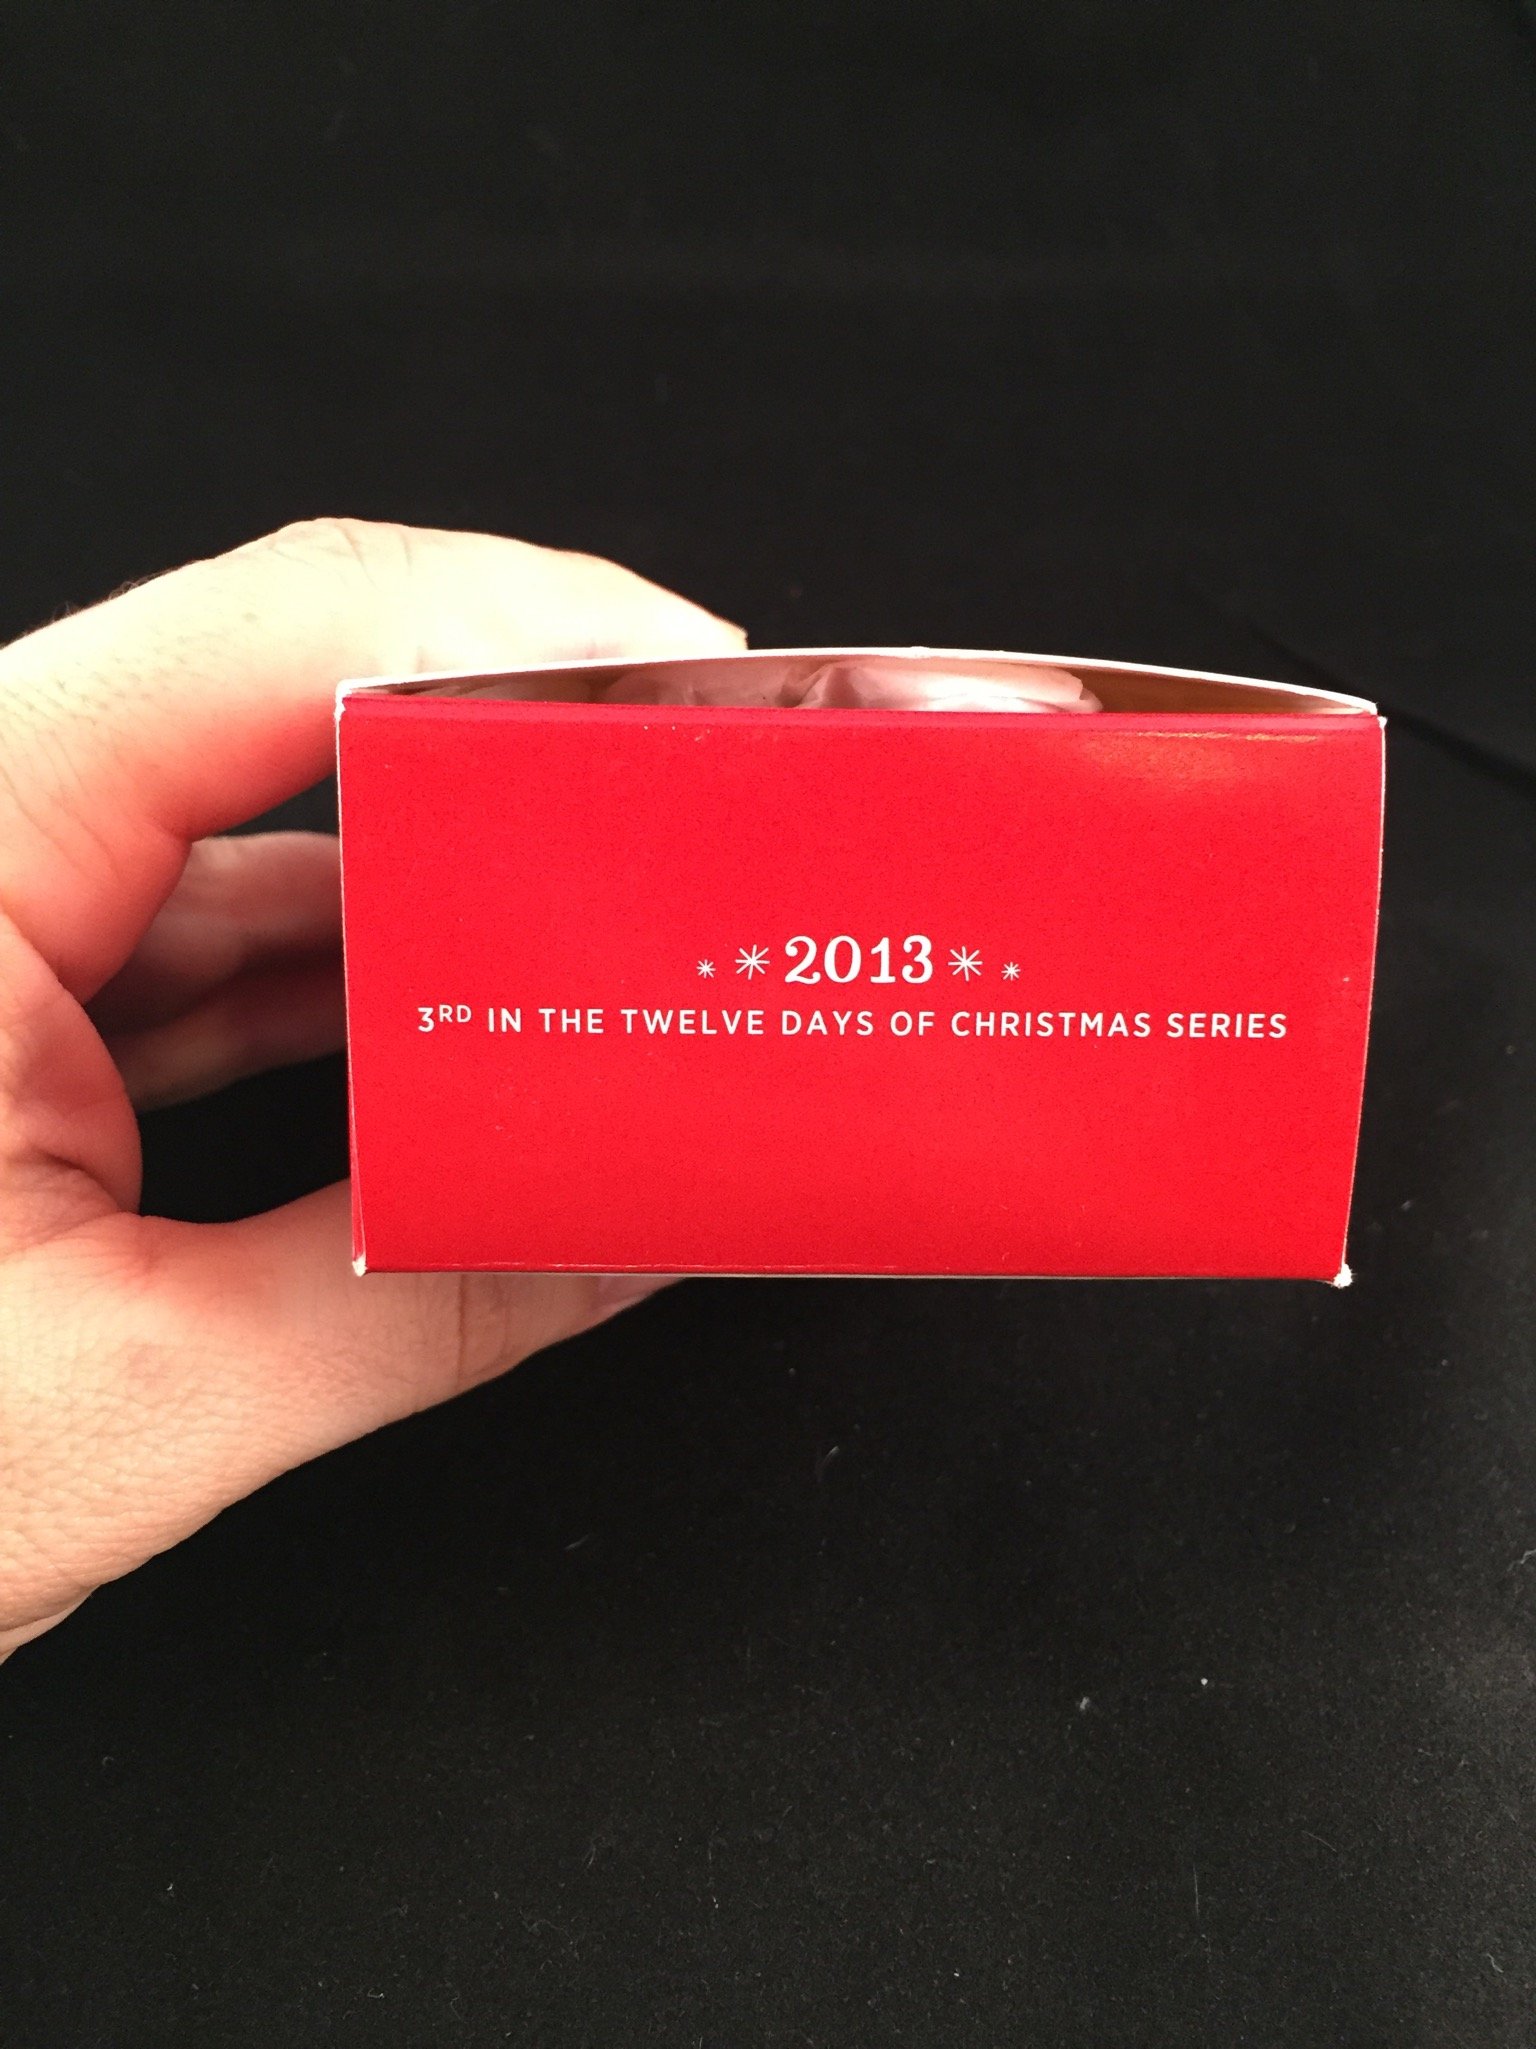 2013
3RD IN THE TWELVE DAYS OF CHRISTMAS SERIES